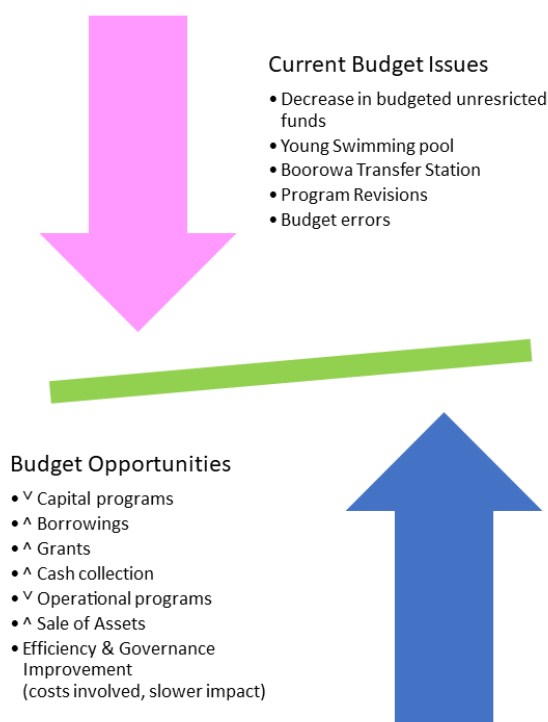 Current Budget Issues
• Decrease in budgeted unresricted
funds
• Young Swimming pool
• Boorowa Transfer Station
• Program Revisions
• Budget errors
Budget Opportunities
• ˅ Capital programs
• ^ Borrowings
• ^ Grants
• ^ Cash collection
• ˅ Operational programs
• ^ Sale of Assets
• Efficiency & Governance
Improvement
(costs involved, slower impact)